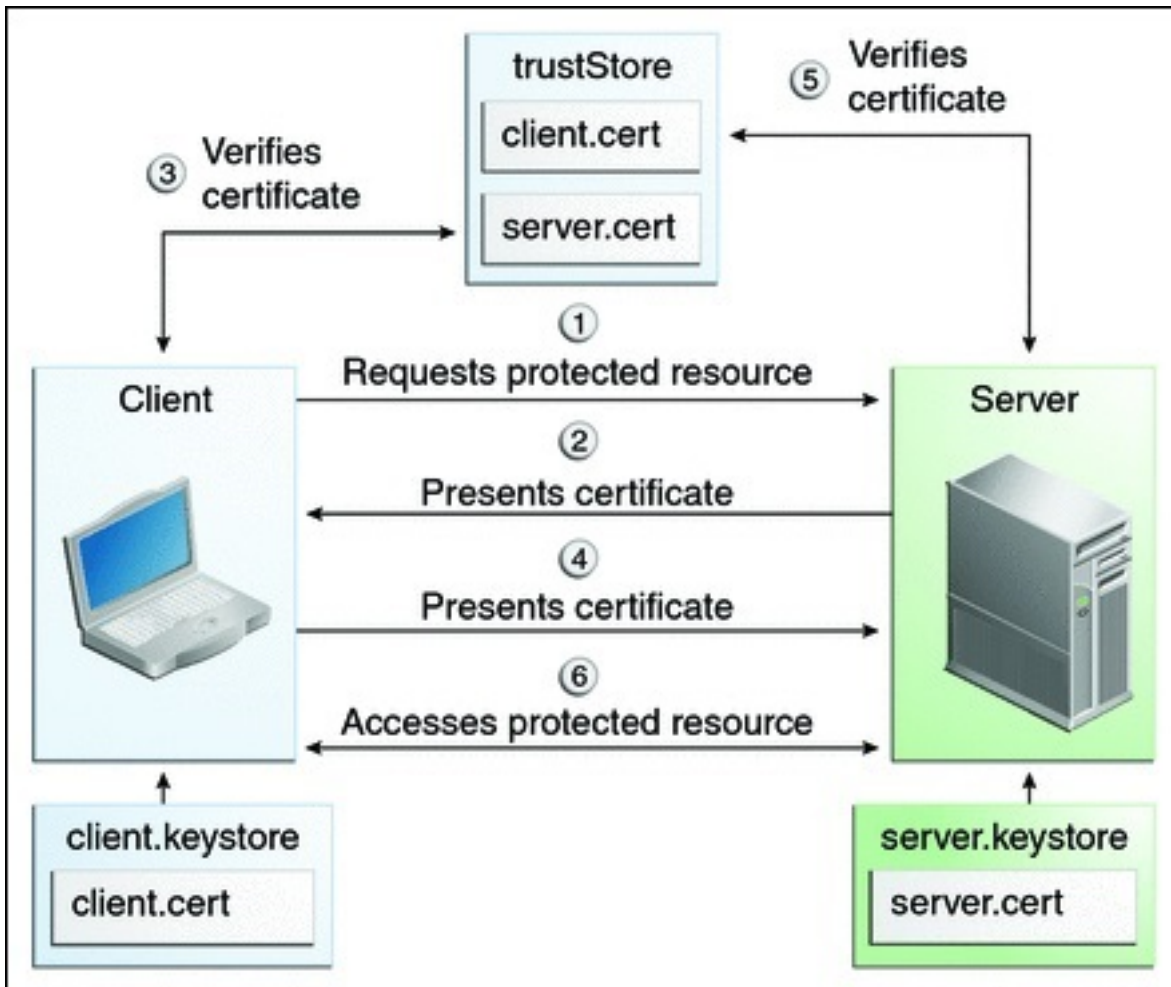 trustStore
client.cert
server.cert
5
Verifies
certificate
3
Verifies
certificate
1
Requests protected resource
Client
Server
2
Presents certificate
4
Presents certificate
6
Accesses protected resource
client.keystore
client.cert
server.keystore
server.cert